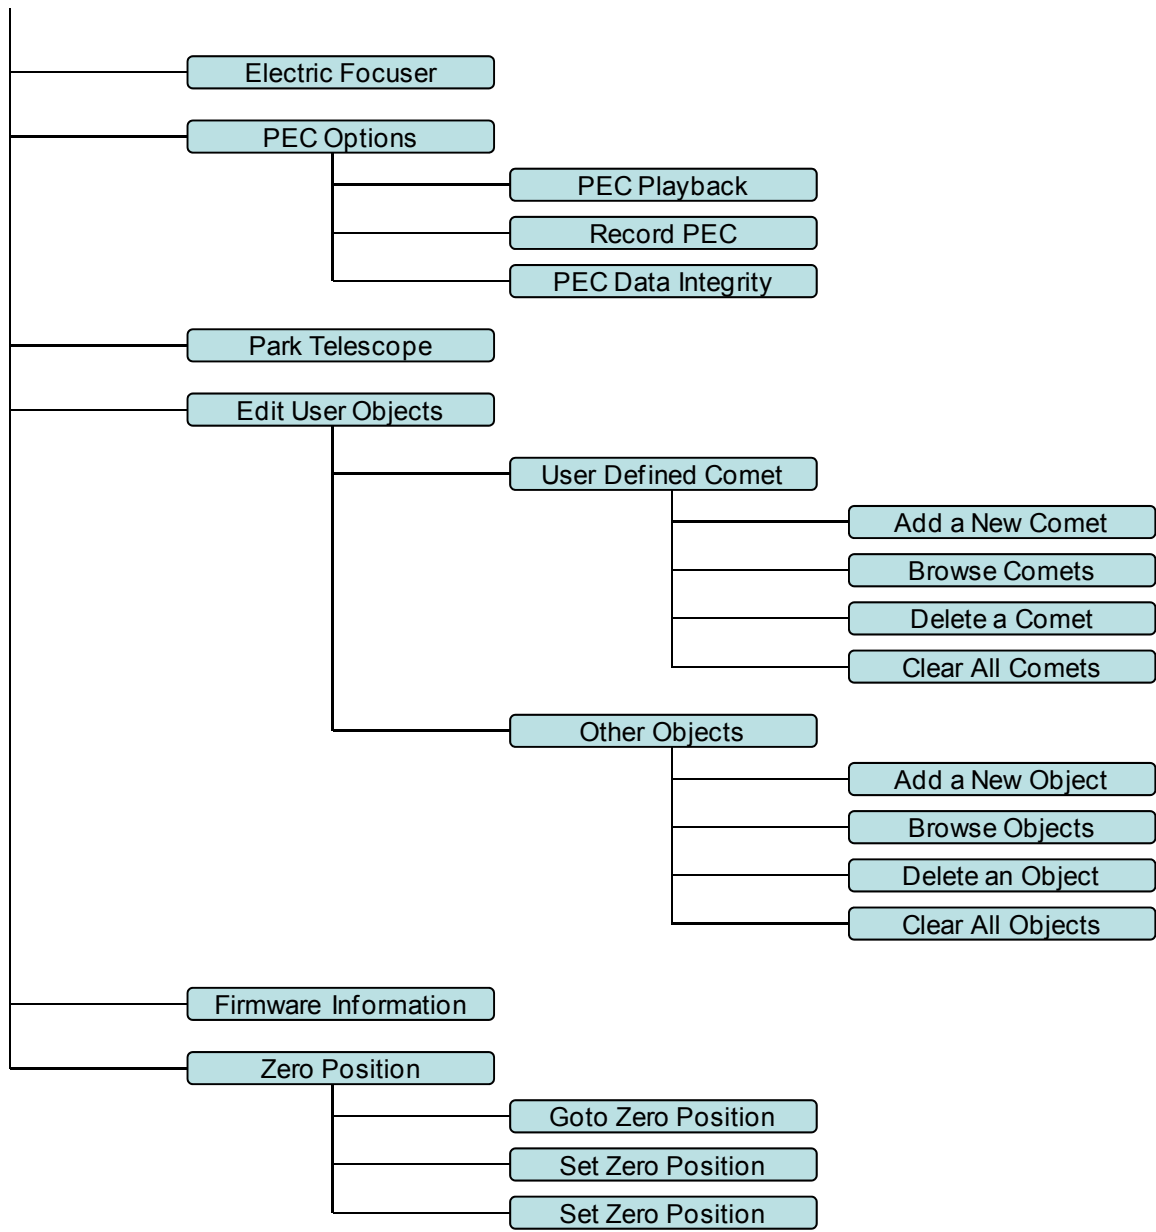 Electric Focuser
PEC Options
PEC Playback
Record PEC
PEC Data Integrity
Park Telescope
Edit User Objects
User Defined Comet
Add a New Comet
Browse Comets
Delete a Comet
Clear All Comets
Other Objects
Add a New Object
Browse Objects
Delete an Object
Clear All Objects
Firmware Information
Zero Position
Goto Zero Position
Set Zero Position
Set Zero Position